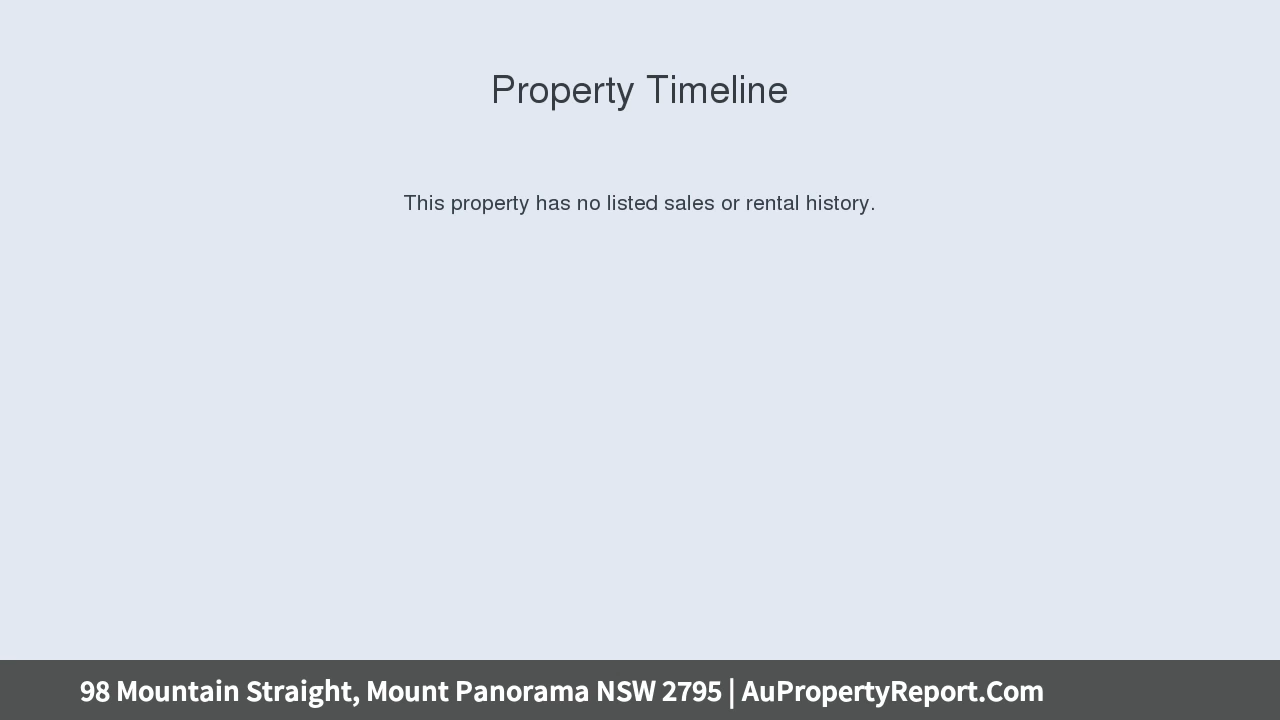 Property Timeline
This property has no listed sales or rental history.
98 Mountain Straight, Mount Panorama NSW 2795 | AuPropertyReport.Com